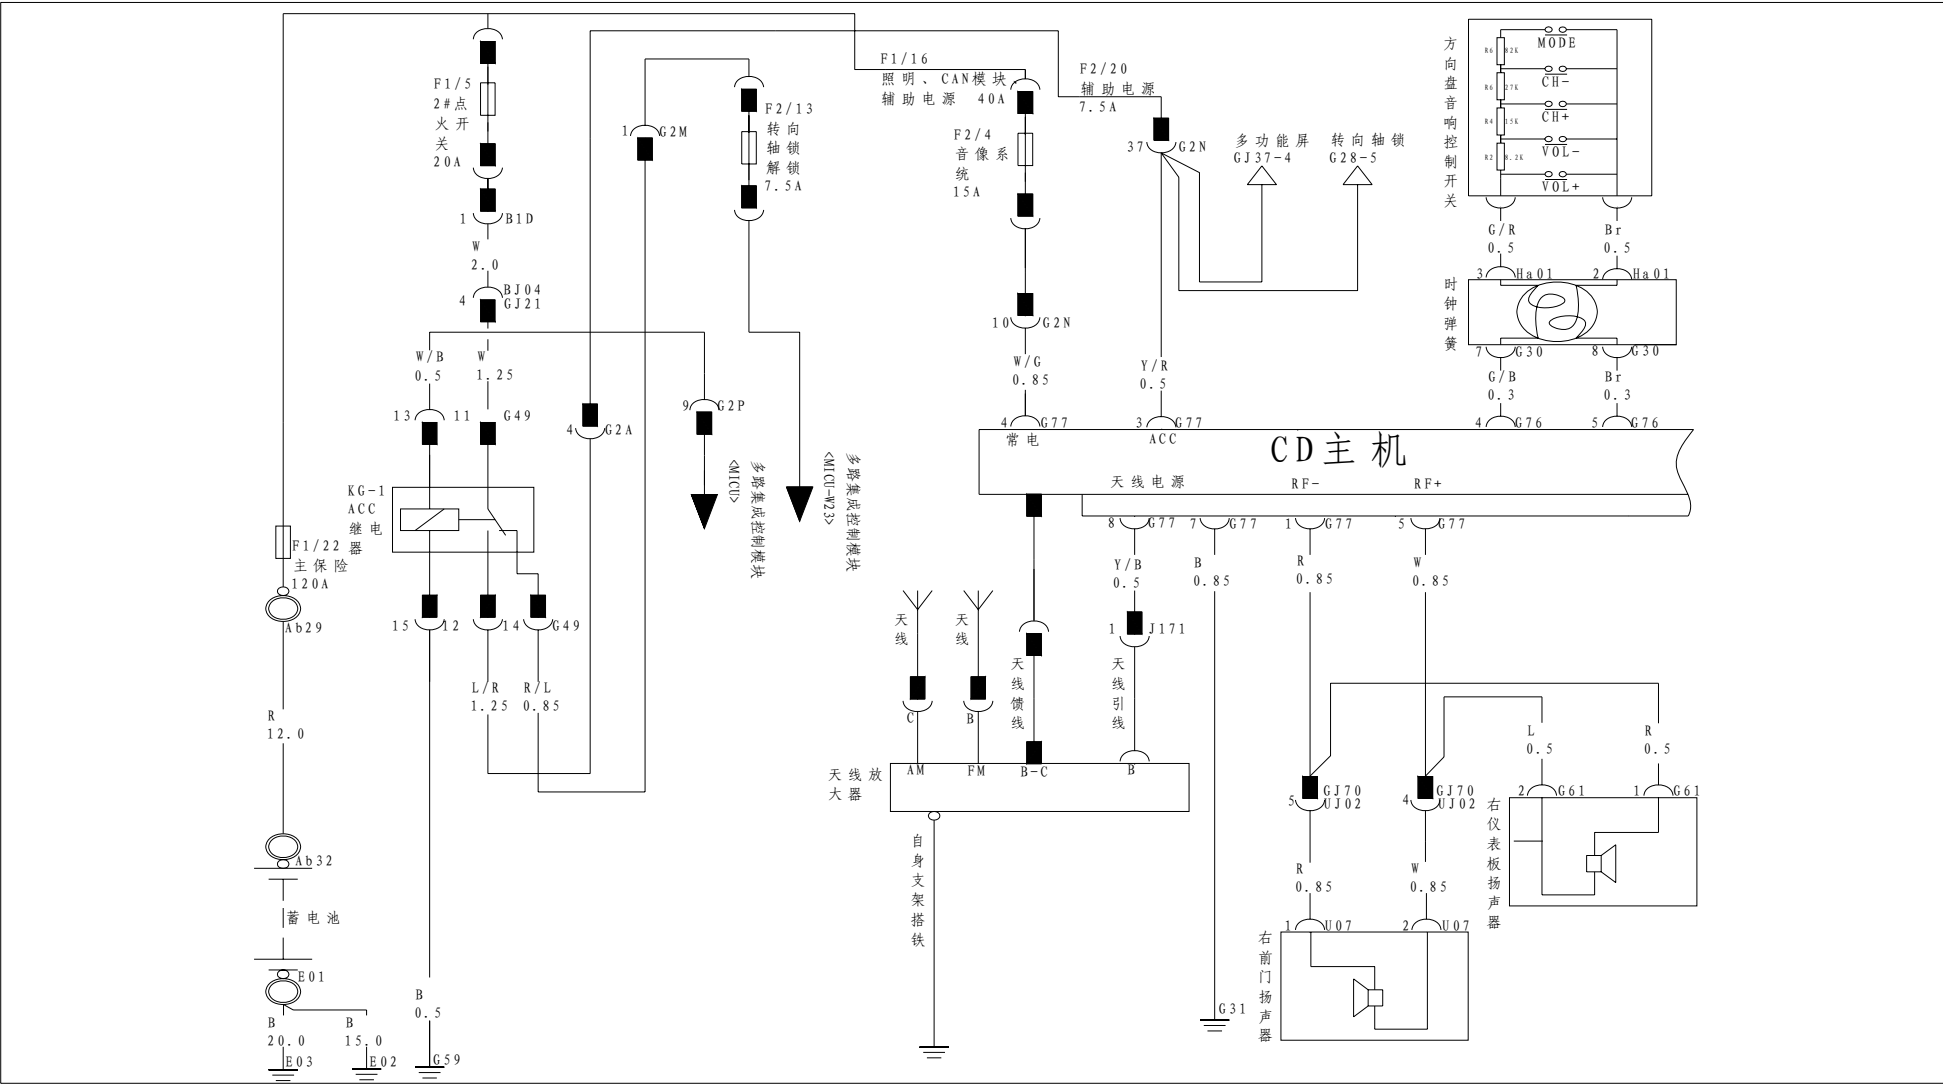 F1/5
2#点
火开
关
20A
1 B1D
W
2.0
BJ04
4 GJ21
W/B
0.5
W
1.25
13 11 G49
KG-1
ACC
继电
器
15 12 14 G49
L/R
1.25
R/L
0.85
F1/22
主保险
120A
Ab29
R
12.0
Ab32
蓄电池
E01
B
20.0
B
15.0
E03
E02
B
0.5
G59
1 G2M
F2/13
转向
轴锁
解锁
7.5A
4 G2A
9 G2P
多路集成控制模块
<MICU>
多路集成控制模块
<MICU-W23>
F1/16
照明、CAN模块、
辅助电源 40A
F2/4
音像系
统
15A
10 G2N
W/G
0.85
4 G77
常电
F2/20
辅助电源
7.5A
37 G2N
多功能屏
GJ37-4
转向轴锁
G28-5
Y/R
0.5
3 G77
ACC
方向盘音响控制开关
R6 82K
MODE
R6 27K
CH-
R4 15K
CH+
R2 8.2K
VOL-
VOL+
G/R
0.5
Br
0.5
3 Ha01
2 Ha01
时钟弹簧
7 G30
8 G30
G/B
0.3
Br
0.3
4 G76
5 G76
CD主机
天线电源
RF-
RF+
8 G77
7 G77
1 G77
5 G77
Y/B
0.5
B
0.85
R
0.85
W
0.85
天线
天线
天线馈线
1 J171
天线引线
C
B
AM
FM
B-C
B
天线放
大器
自身支架搭铁
G31
GJ70
5 UJ02
GJ70
4 UJ02
L
0.5
R
0.5
2 G61
1 G61
右仪表板扬声器
R
0.85
W
0.85
1 U07
2 U07
右前门扬声器